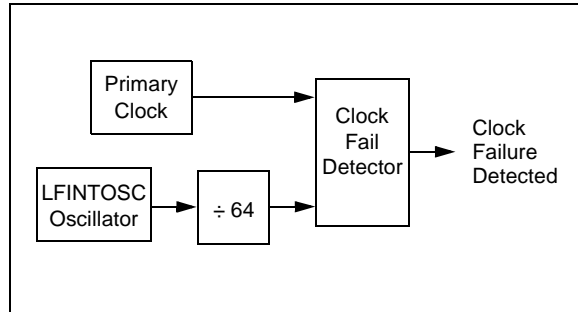 Primary
Clock
LFINTOSC
Oscillator
÷ 64
Clock
Fail
Detector
Clock
Failure
Detected